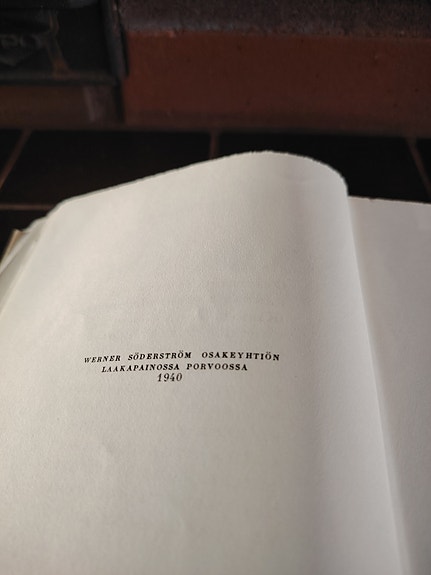 WERNER SÖDERSTRÖM OSAKEYHTIÖN
LAAKAPAINOSSA PORVOOSSA
1940